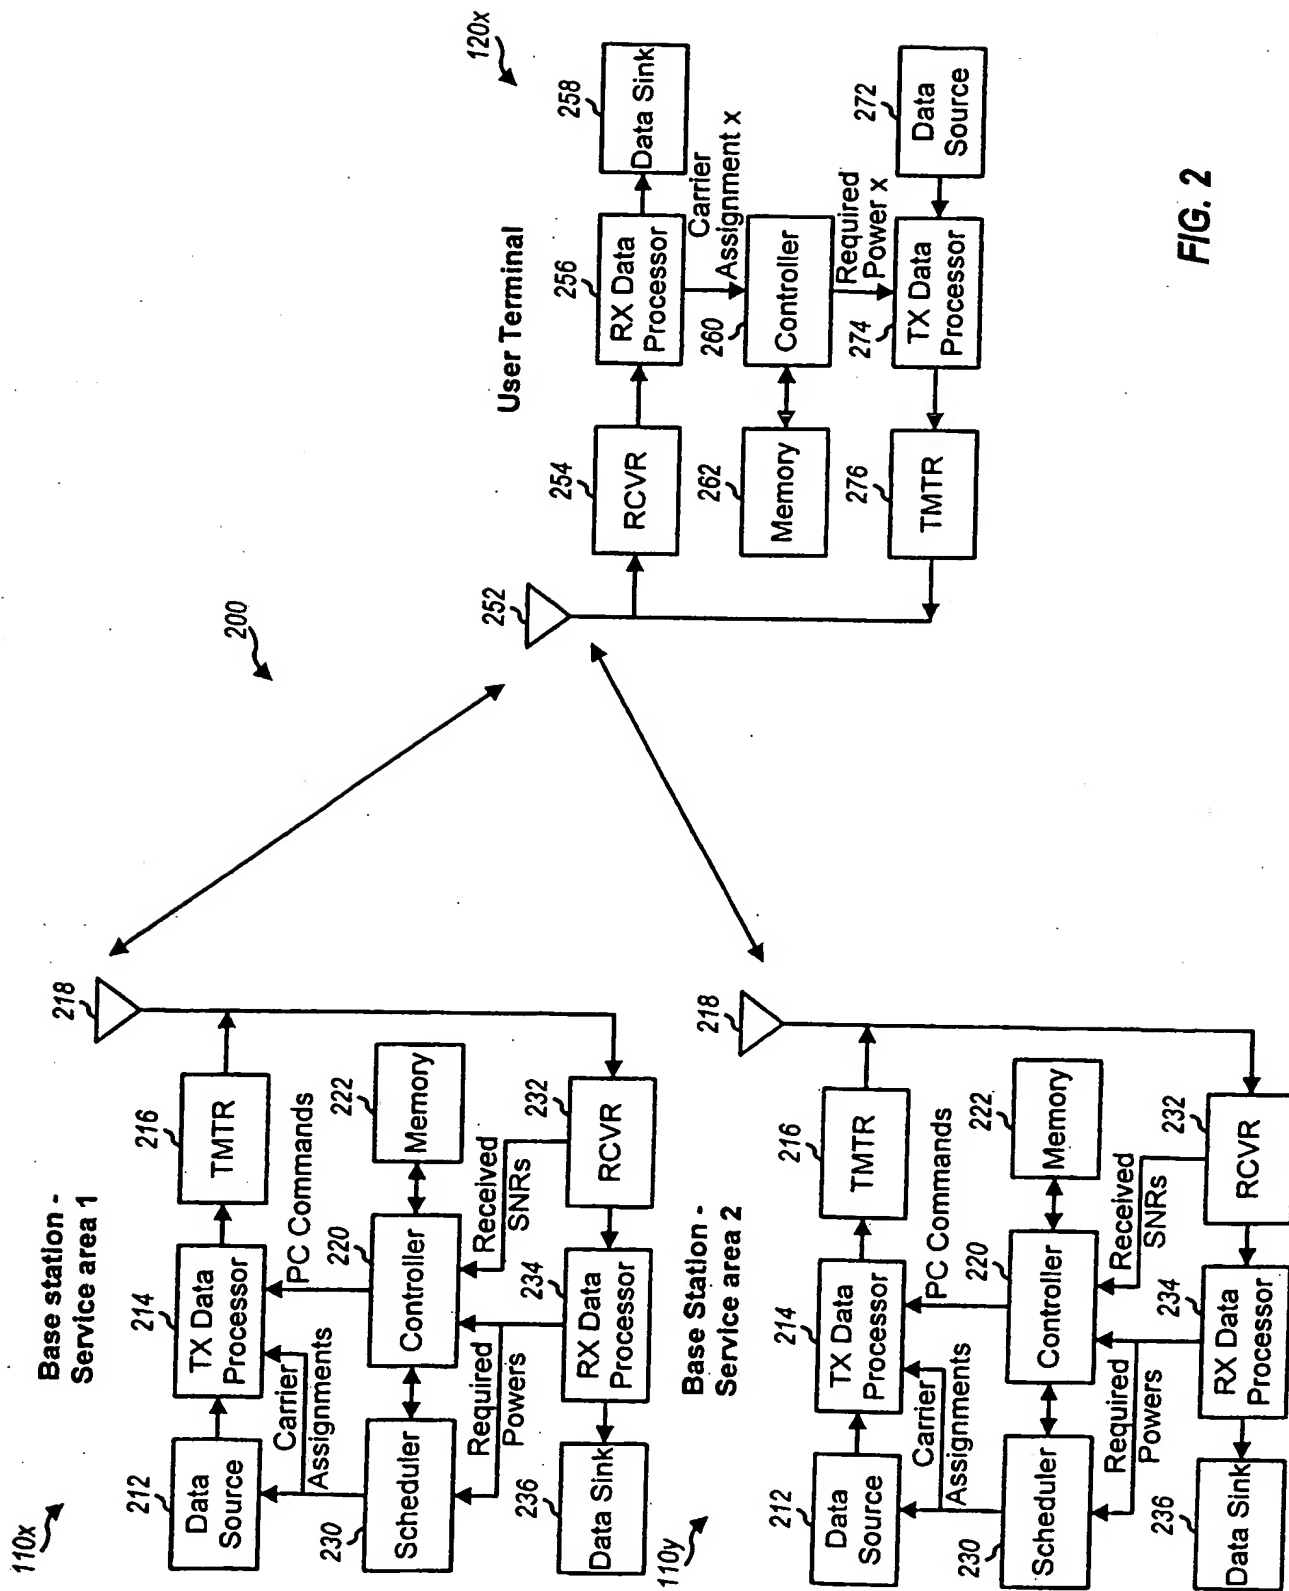 110x
Base station -
Service area 1
212
Data
Source
214
TX Data
Processor
216
TMTR
218
Carrier
Assignments
PC Commands
230
Scheduler
220
Controller
222
Memory
Required
Powers
Received
SNRs
236
Data Sink
234
RX Data
Processor
232
RCVR
110y
Base Station -
Service area 2
212
Data
Source
214
TX Data
Processor
216
TMTR
218
Carrier
Assignments
PC Commands
230
Scheduler
220
Controller
222
Memory
Required
Powers
Received
SNRs
236
Data Sink
234
RX Data
Processor
232
RCVR
200
120x
User Terminal
252
254
RCVR
256
RX Data
Processor
258
Data Sink
Carrier
Assignment x
262
Memory
260
Controller
Required
Power x
276
TMTR
274
TX Data
Processor
272
Data
Source
FIG. 2